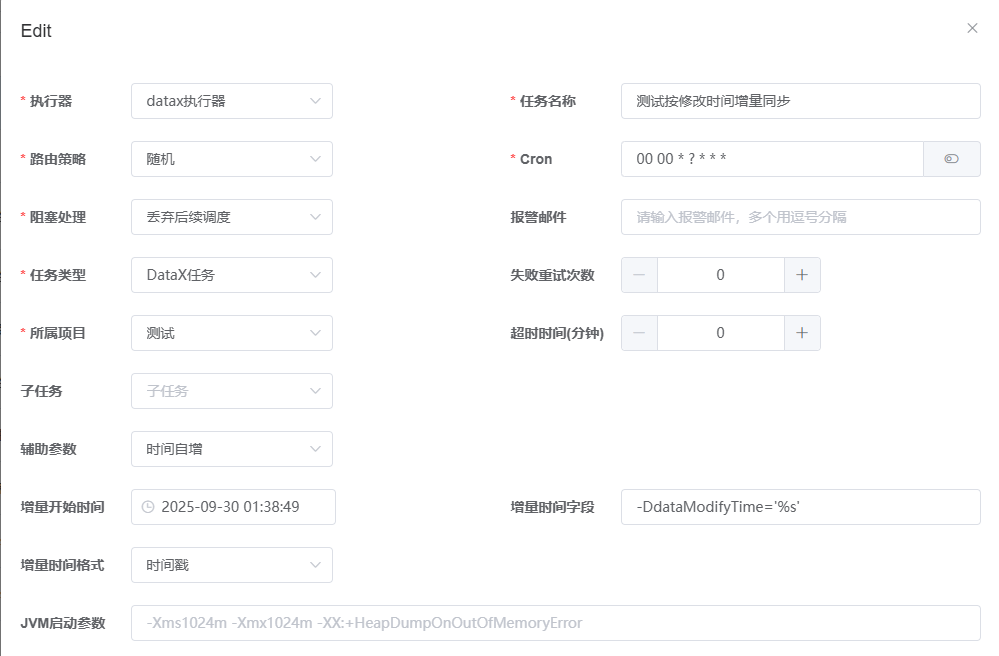 Edit
* 执行器 datax执行器 * 任务名称 测试按修改时间增量同步
* 路由策略 随机 * Cron 00 00 * ? * * *
* 阻塞处理 丢弃后续调度 报警邮件 请输入报警邮件，多个用逗号分隔
* 任务类型 DataX任务 失败重试次数 0
* 所属项目 测试 超时时间(分钟) 0
子任务 子任务
辅助参数 时间自增
增量开始时间 2025-09-30 01:38:49 增量时间字段 -DdataModifyTime='%s'
增量时间格式 时间戳
JVM启动参数 -Xms1024m -Xmx1024m -XX:+HeapDumpOnOutOfMemoryError